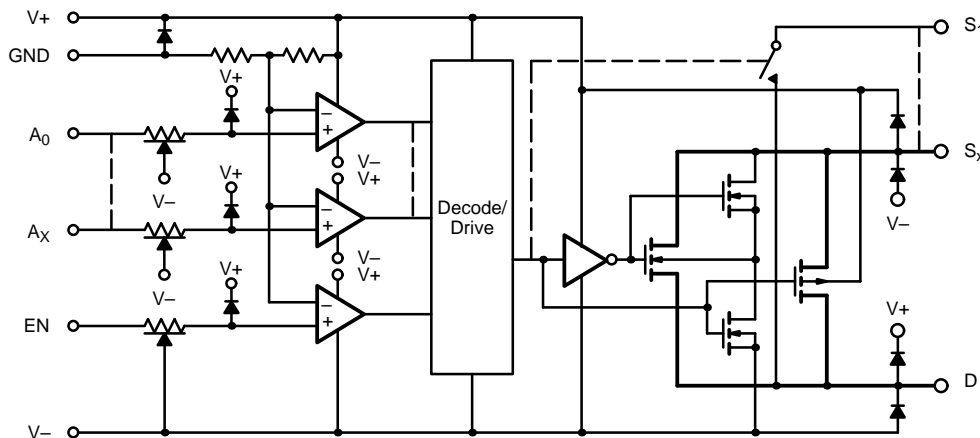 V+
GND
A0
AX
EN
V–
V+
V–
V+
V–
V+
–
+
V–
V+
–
+
V–
V+
–
+
Decode/
Drive
V–
V+
SX
D